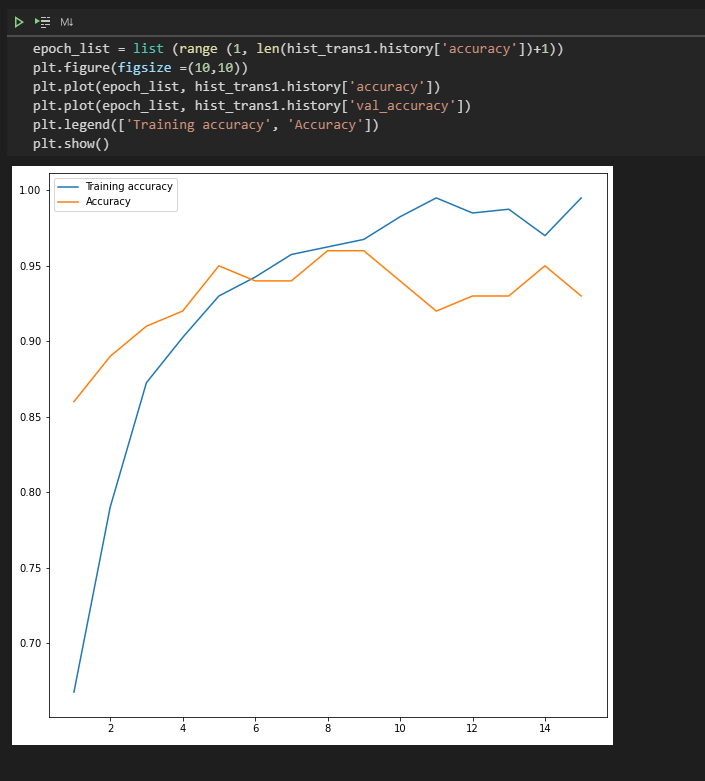 M↓
epoch_list = list (range (1, len(hist_trans1.history['accuracy'])+1))
plt.figure(figsize =(10,10))
plt.plot(epoch_list, hist_trans1.history['accuracy'])
plt.plot(epoch_list, hist_trans1.history['val_accuracy'])
plt.legend(['Training accuracy', 'Accuracy'])
plt.show()
Training accuracy
Accuracy
1.00
0.95
0.90
0.85
0.80
0.75
0.70
2 4 6 8 10 12 14